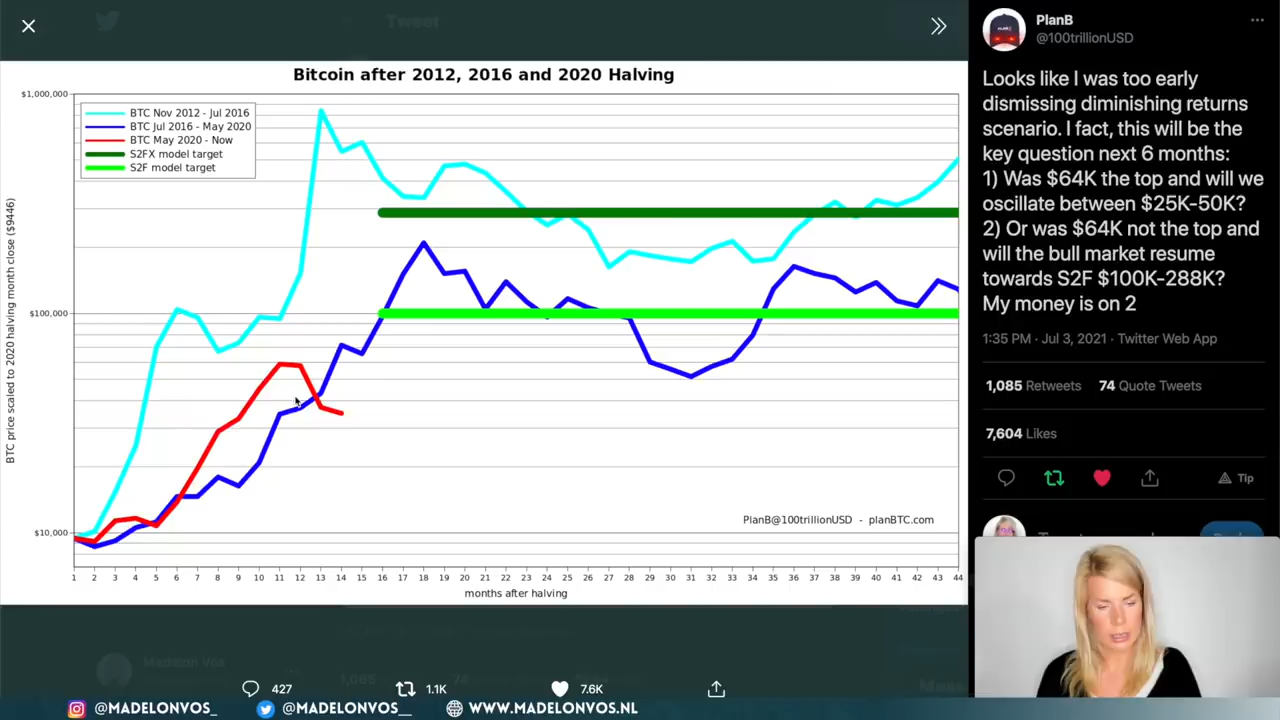 Tweet
Bitcoin after 2012, 2016 and 2020 Halving
$1,000,000
$100,000
$10,000
BTC price scaled to 2020 halving month close ($9446)
BTC Nov 2012 - Jul 2016
BTC Jul 2016 - May 2020
BTC May 2020 - Now
S2FX model target
S2F model target
PlanB@100trillionUSD - planBTC.com
1 2 3 4 5 6 7 8 9 10 11 12 13 14 15 16 17 18 19 20 21 22 23 24 25 26 27 28 29 30 31 32 33 34 35 36 37 38 39 40 41 42 43 44
months after halving
PlanB
@100trillionUSD
Looks like I was too early
dismissing diminishing returns
scenario. I fact, this will be the
key question next 6 months:
1) Was $64K the top and will we
oscillate between $25K-50K?
2) Or was $64K not the top and
will the bull market resume
towards S2F $100K-288K?
My money is on 2
1:35 PM · Jul 3, 2021 · Twitter Web App
1,085 Retweets 74 Quote Tweets
7,604 Likes
Tip
Madelon Vos
427 1.1K 7.6K
@MADELONVOS_ @MADELONVOS__ WWW.MADELONVOS.NL